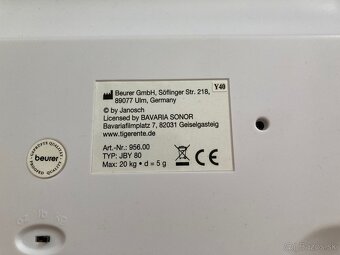 Beurer GmbH, Söflinger Str. 218,
89077 Ulm, Germany
Y40
© by Janosch
Licensed by BAVARIA SONOR
Bavariafilmplatz 7, 82031 Geiselgasteig
www.tigerente.de
Art.-Nr.: 956.00
TYP: JBY 80
Max: 20 kg • d = 5 g
CE
beurer
lb